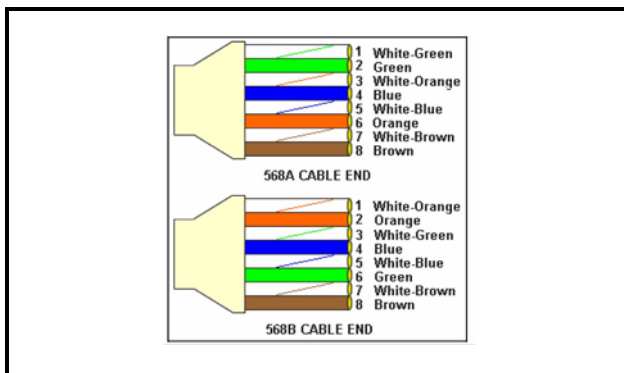 1 White-Green
2 Green
3 White-Orange
4 Blue
5 White-Blue
6 Orange
7 White-Brown
8 Brown
568A CABLE END
1 White-Orange
2 Orange
3 White-Green
4 Blue
5 White-Blue
6 Green
7 White-Brown
8 Brown
568B CABLE END